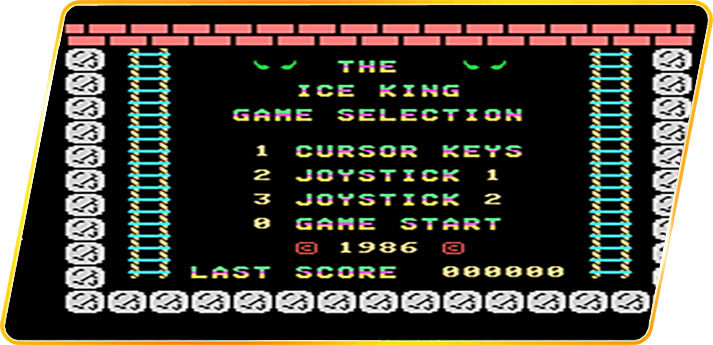 THE
ICE KING
GAME SELECTION
1 CURSOR KEYS
2 JOYSTICK 1
3 JOYSTICK 2
0 GAME START
© 1986 ©
LAST SCORE 000000